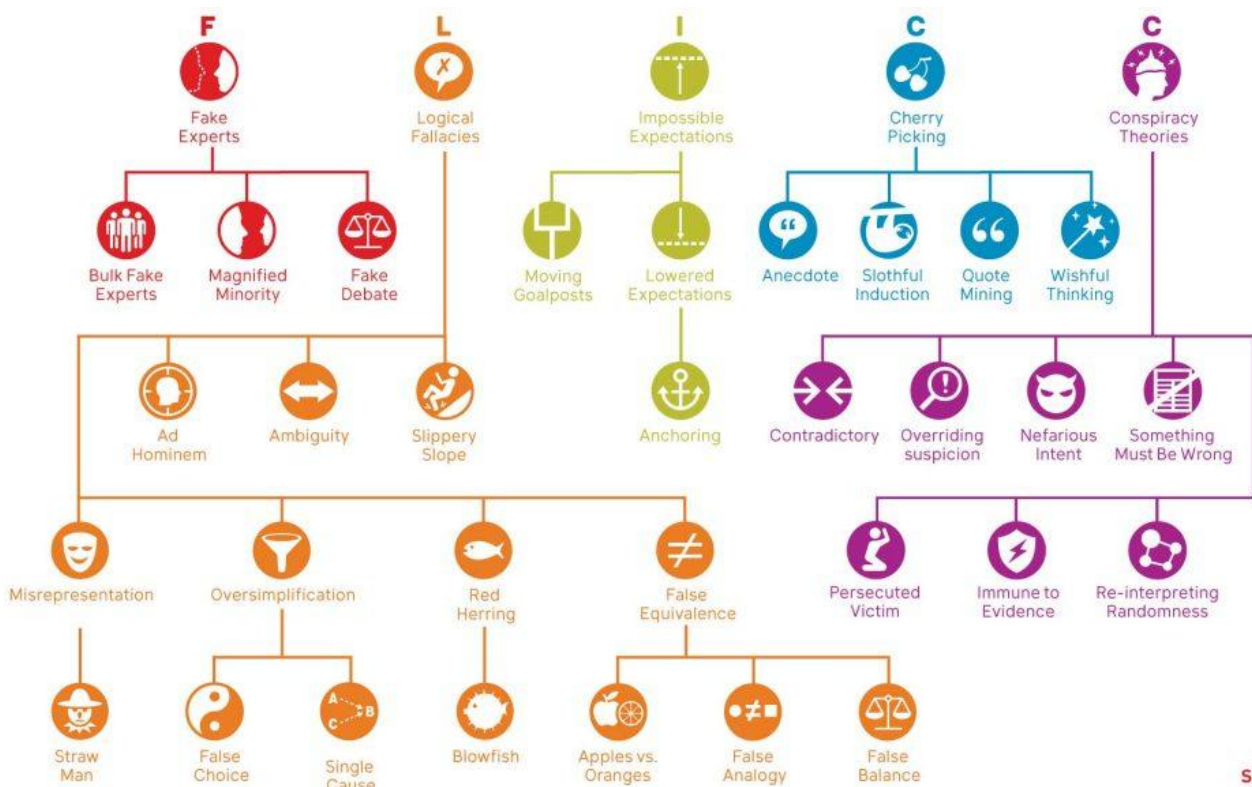 F
L
I
C
C
Fake
Experts
Logical
Fallacies
Impossible
Expectations
Cherry
Picking
Conspiracy
Theories
Bulk Fake
Experts
Magnified
Minority
Fake
Debate
Moving
Goalposts
Lowered
Expectations
Anecdote
Slothful
Induction
Quote
Mining
Wishful
Thinking
Ad
Hominem
Ambiguity
Slippery
Slope
Anchoring
Contradictory
Overriding
suspicion
Nefarious
Intent
Something
Must Be Wrong
Misrepresentation
Oversimplification
Red
Herring
False
Equivalence
Persecuted
Victim
Immune to
Evidence
Re-interpreting
Randomness
A
B
C
Straw
Man
False
Choice
Single
Cause
Blowfish
Apples vs.
Oranges
False
Analogy
False
Balance
S